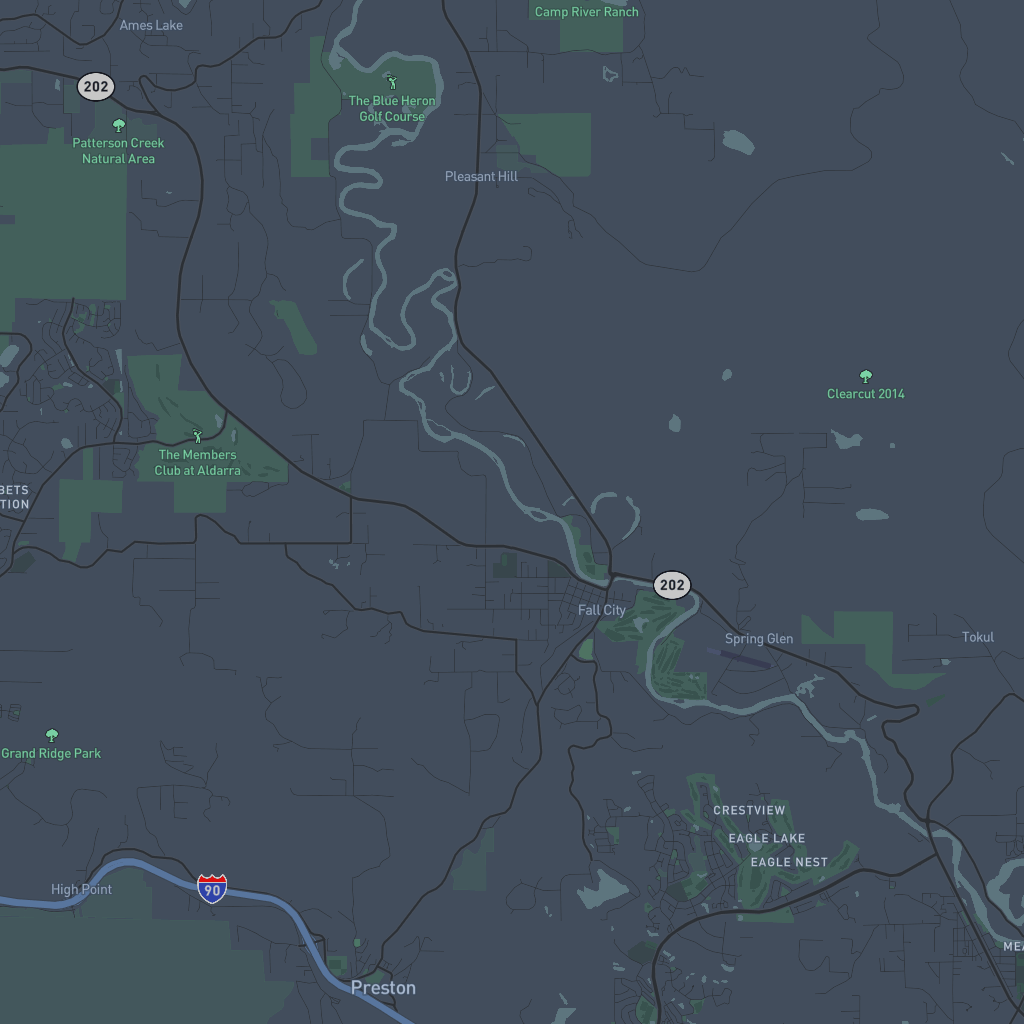 Camp River Ranch
Ames Lake
202
The Blue Heron
Golf Course
Patterson Creek
Natural Area
Pleasant Hill
Clearcut 2014
The Members
Club at Aldarra
BETS
TION
202
Fall City
Spring Glen
Tokul
Grand Ridge Park
CRESTVIEW
EAGLE LAKE
EAGLE NEST
High Point
90
MEA
Preston